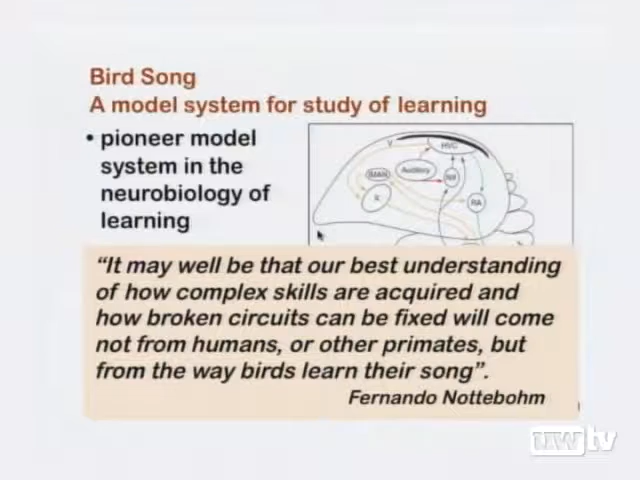 Bird Song
A model system for study of learning
• pioneer model
system in the
neurobiology of
learning
V
HVC
Auditory
lMAN
X
NIf
RA
“It may well be that our best understanding
of how complex skills are acquired and
how broken circuits can be fixed will come
not from humans, or other primates, but
from the way birds learn their song”.
Fernando Nottebohm
UWtv